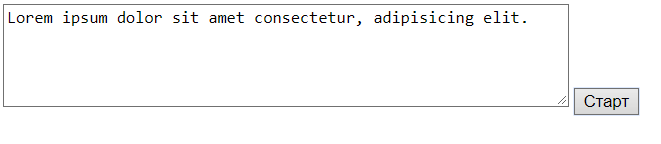 Lorem ipsum dolor sit amet consectetur, adipisicing elit.
Старт